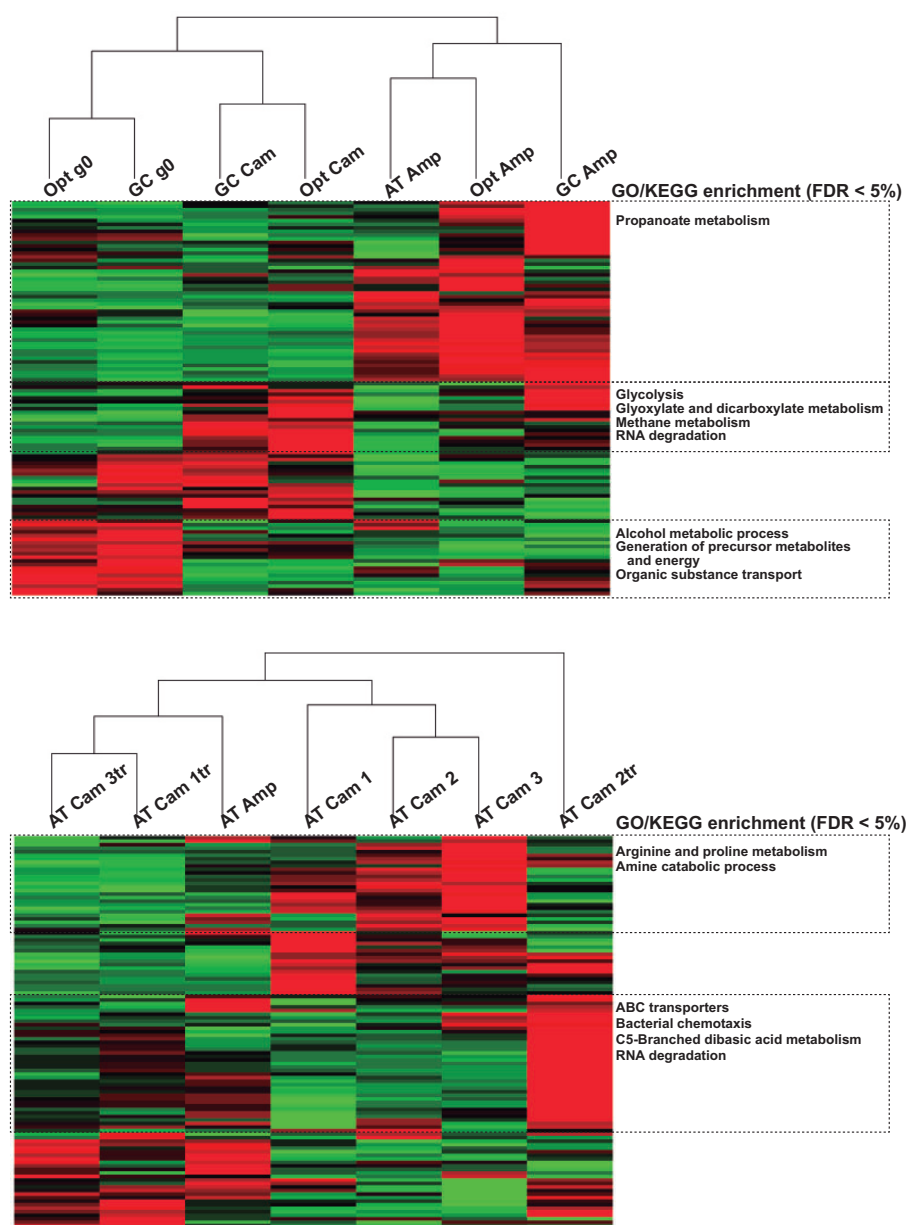 Opt g0
GC g0
GC Cam
Opt Cam
AT Amp
Opt Amp
GC Amp
GO/KEGG enrichment (FDR < 5%)
Propanoate metabolism
Glycolysis
Glyoxylate and dicarboxylate metabolism
Methane metabolism
RNA degradation
Alcohol metabolic process
Generation of precursor metabolites
and energy
Organic substance transport
AT Cam 3tr
AT Cam 1tr
AT Amp
AT Cam 1
AT Cam 2
AT Cam 3
AT Cam 2tr
GO/KEGG enrichment (FDR < 5%)
Arginine and proline metabolism
Amine catabolic process
ABC transporters
Bacterial chemotaxis
C5-Branched dibasic acid metabolism
RNA degradation